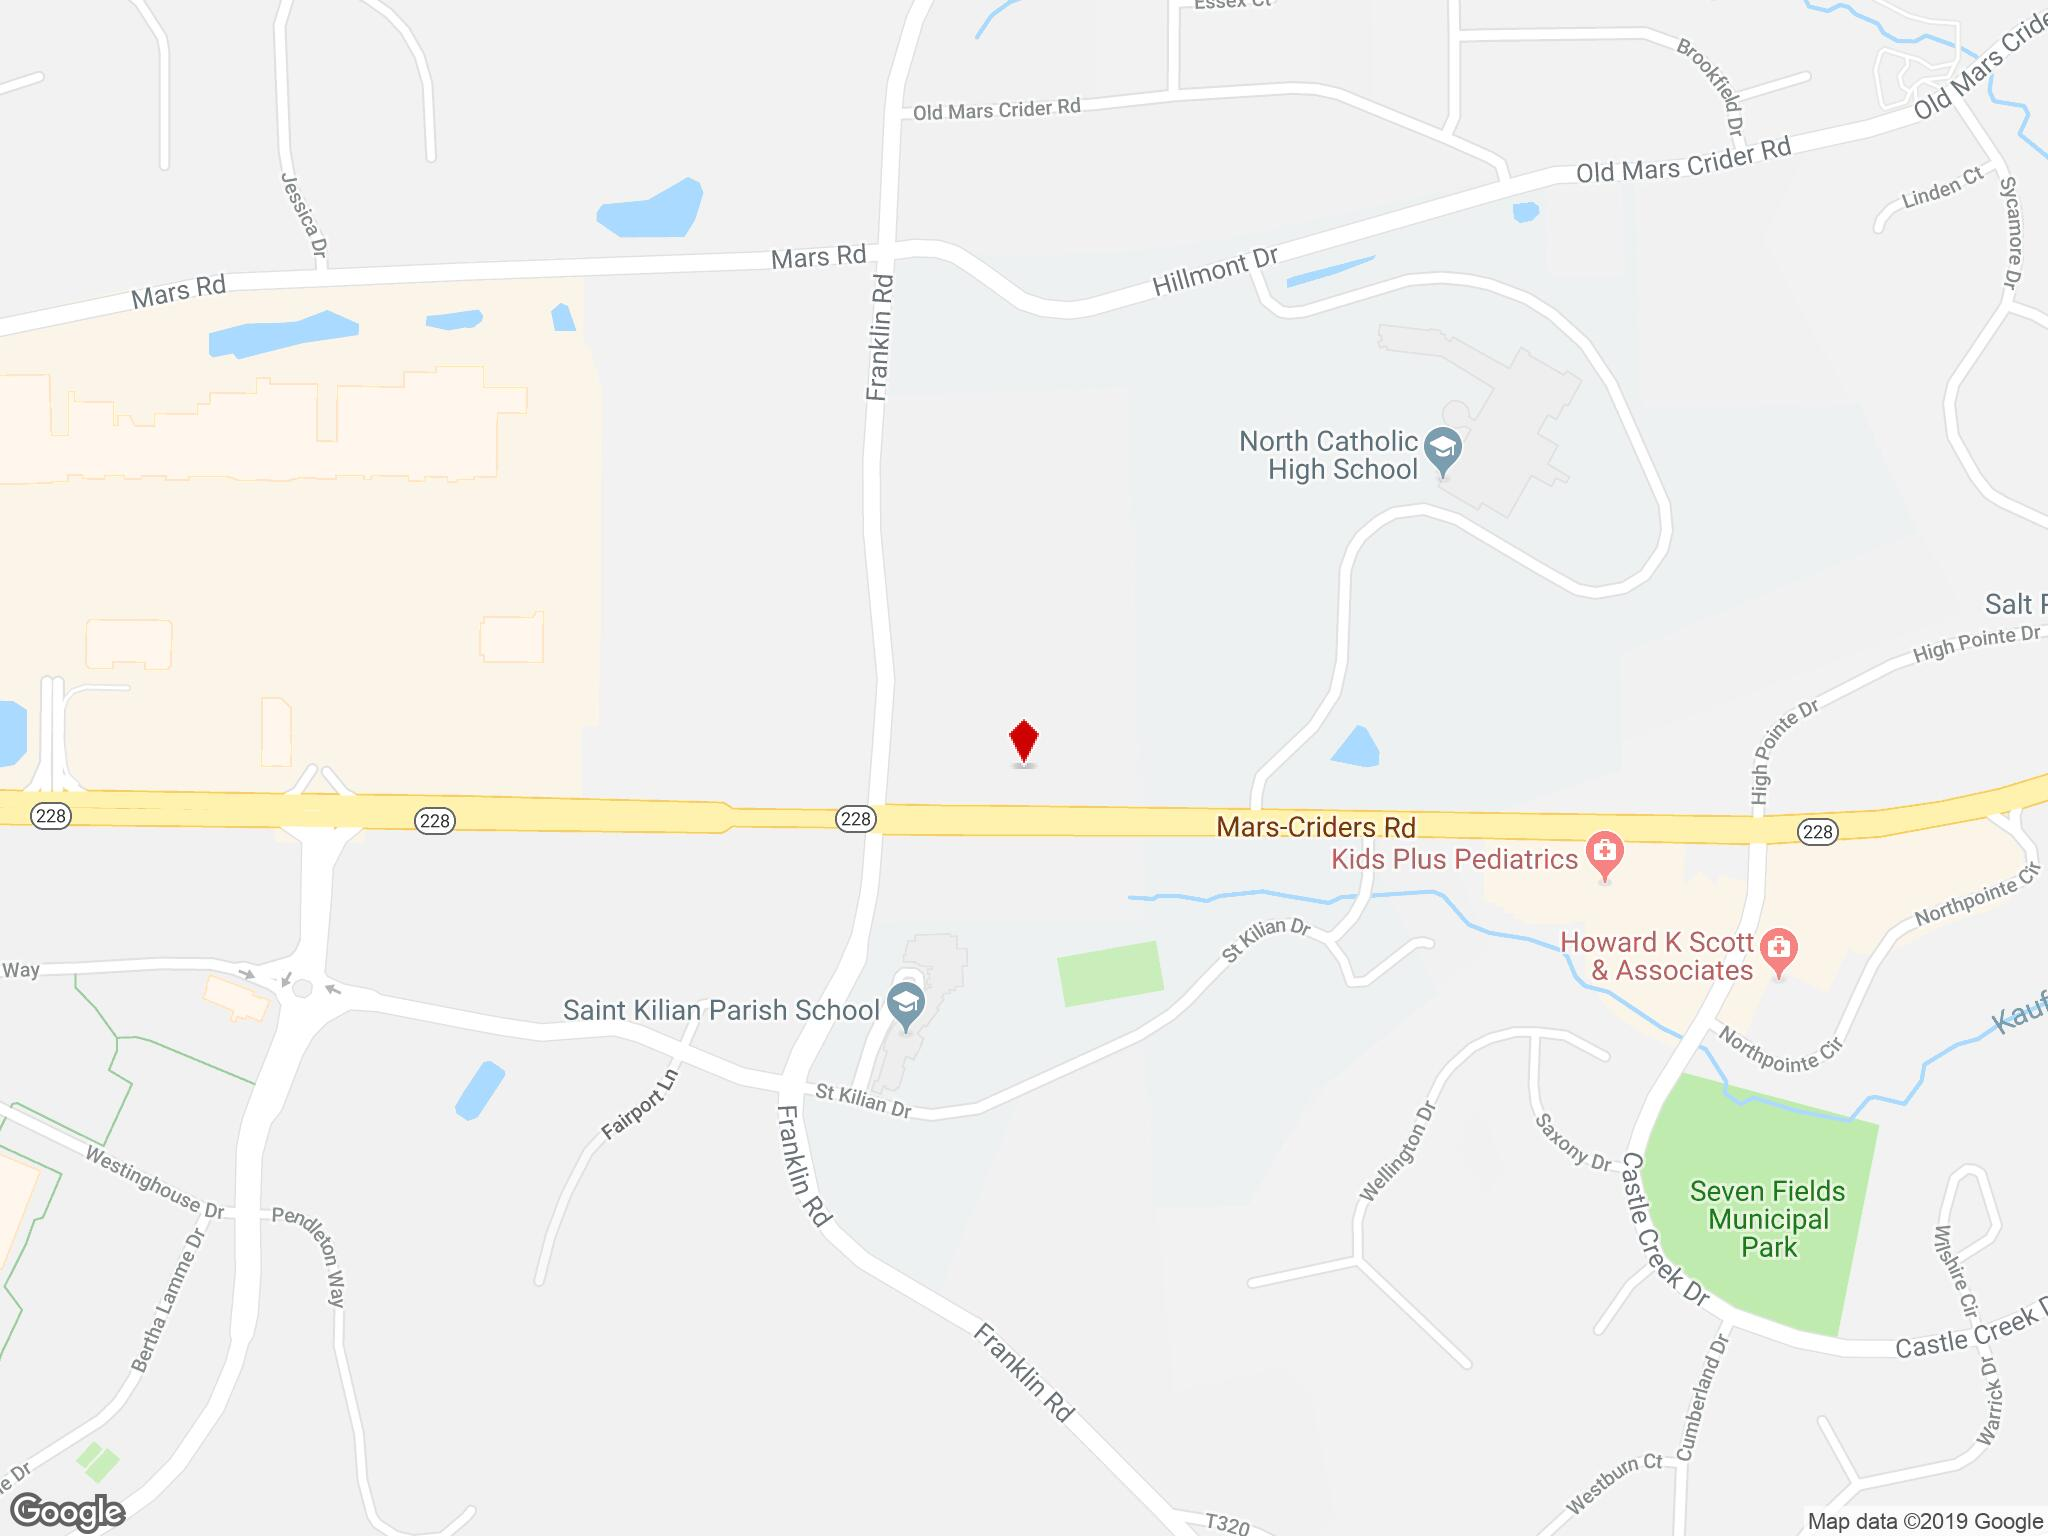 Essex Ct
Brookfield Dr
Old Mars Crider
Old Mars Crider Rd
Old Mars Crider Rd
Linden Ct
Jessica Dr
Sycamore Dr
Mars Rd
Mars Rd
Hillmont Dr
Franklin Rd
North Catholic
High School
Salt
High Pointe Dr
High Pointe Dr
228
228
228
228
Mars-Criders Rd
Kids Plus Pediatrics
Northpointe Cir
Howard K Scott
& Associates
St Kilian Dr
Way
Saint Kilian Parish School
Kauf
Northpointe Cir
St Kilian Dr
Fairport Ln
Franklin Rd
Wellington Dr
Saxony Dr
Westinghouse Dr
Pendleton Way
Bertha Lamme Dr
Castle Creek Dr
Seven Fields
Municipal
Park
Wilshire Cir
Castle Creek
Franklin Rd
Cumberland Dr
Warrick Dr
Westburn Ct
Dr
T320
Google
Map data ©2019 Google